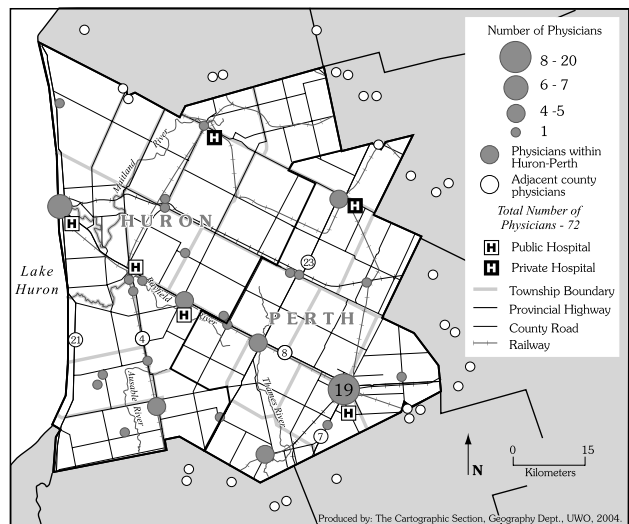 Number of Physicians
8 - 20
6 - 7
4 -5
1
Physicians within
Huron-Perth
Adjacent county
physicians
Total Number of
Physicians - 72
H Public Hospital
H Private Hospital
Township Boundary
Provincial Highway
County Road
Railway
Maitland
River
H
H
HURON
H
Lake
Huron
H
Bayfield
River
H
23
PERTH
21
4
8
Ausable River
Thames River
19
H
7
N
0 15
Kilometers
Produced by: The Cartographic Section, Geography Dept., UWO, 2004.